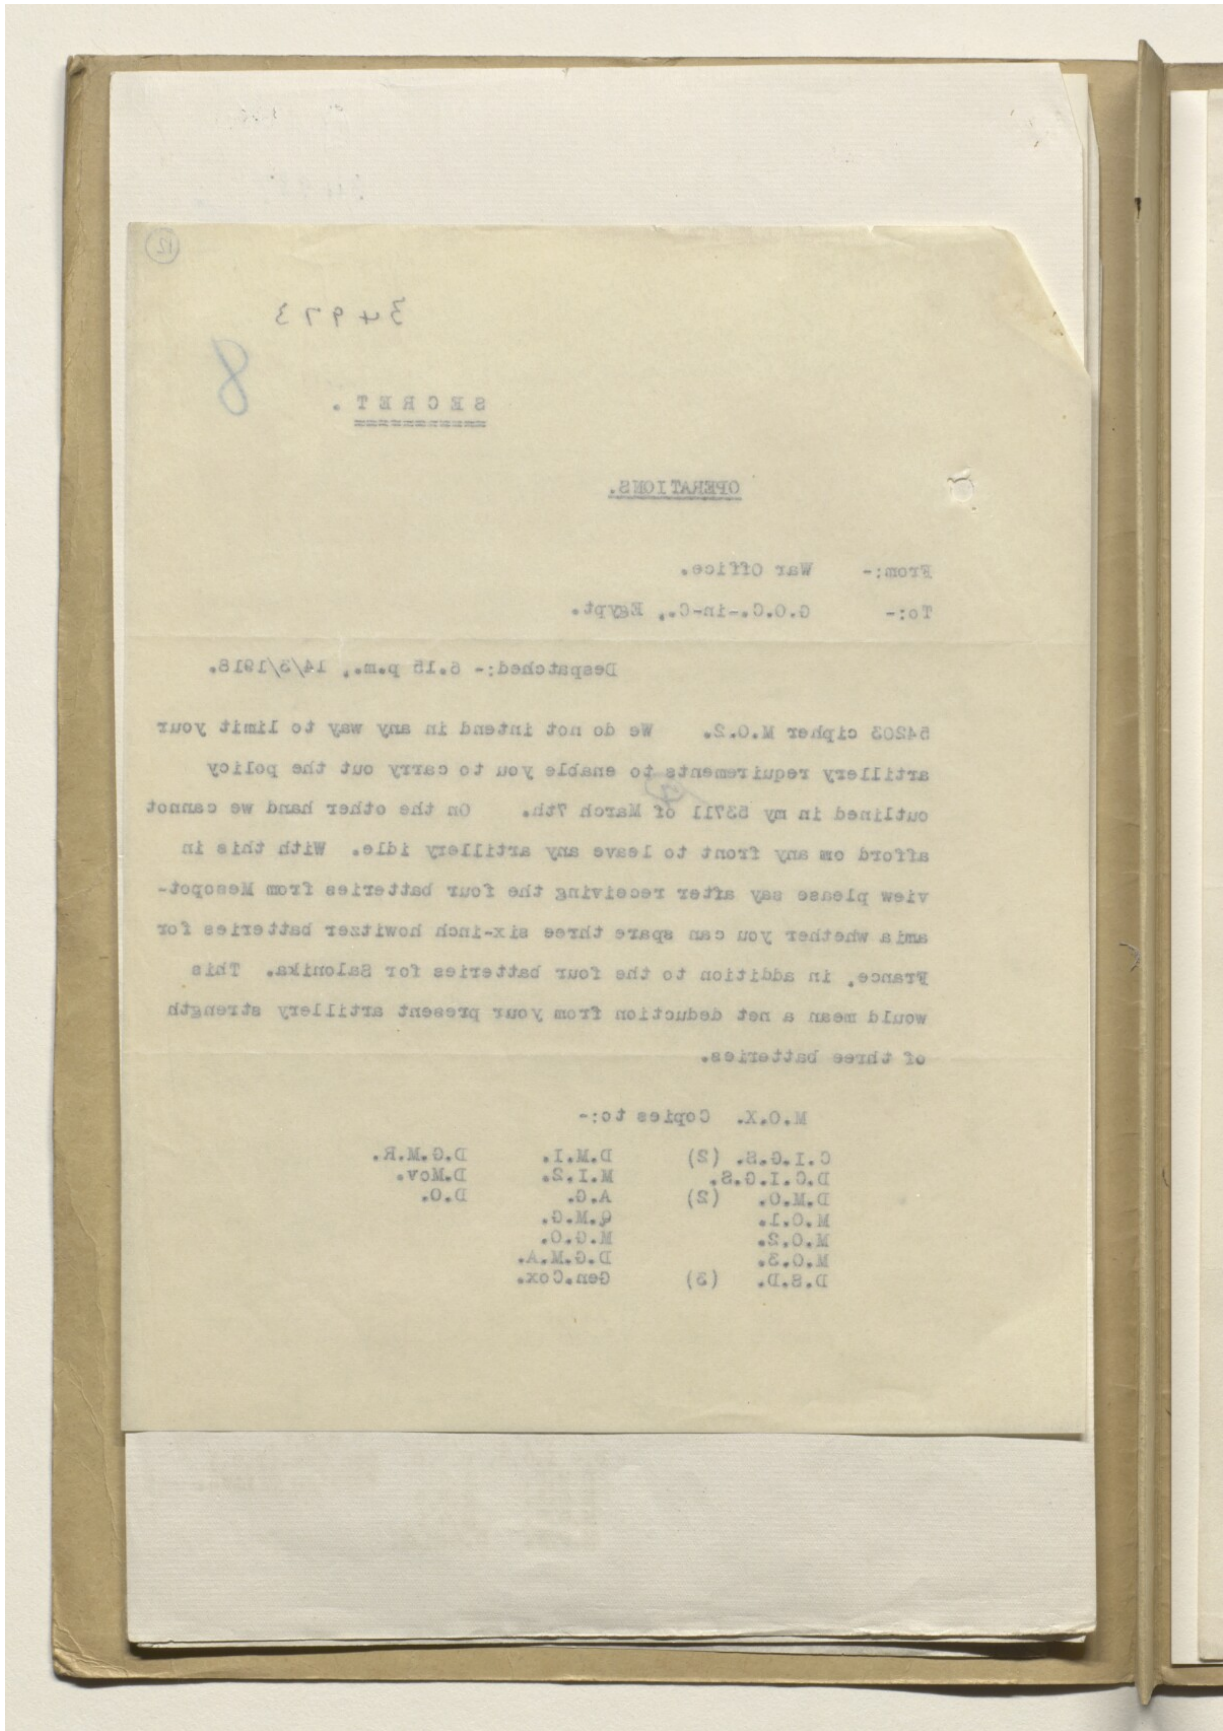 12
34973
8
SECRET.
OPERATIONS.
From:- War Office.
To:- G.O.C.-in-C., Egypt.
Despatched:- 6.15 p.m., 14/3/1918.
54203 cipher M.O.2. We do not intend in any way to limit your
artillery requirements to enable you to carry out the policy
outlined in my 53711 of March 7th. On the other hand we cannot
afford om any front to leave any artillery idle. With this in
view please say after receiving the four batteries from Mesopot-
amia whether you can spare three six-inch howitzer batteries for
France, in addition to the four batteries for Salonika. This
would mean a net deduction from your present artillery strength
of three batteries.
M.O.X. Copies to:-
C.I.G.S. (2) D.M.I. D.G.M.R.
D.C.I.G.S. M.I.2. D.Mov.
D.M.O. (2) A.G. D.O.
M.O.1. Q.M.G.
M.O.2. M.G.O.
M.O.3. D.G.M.A.
D.S.D. (3) Gen.Cox.